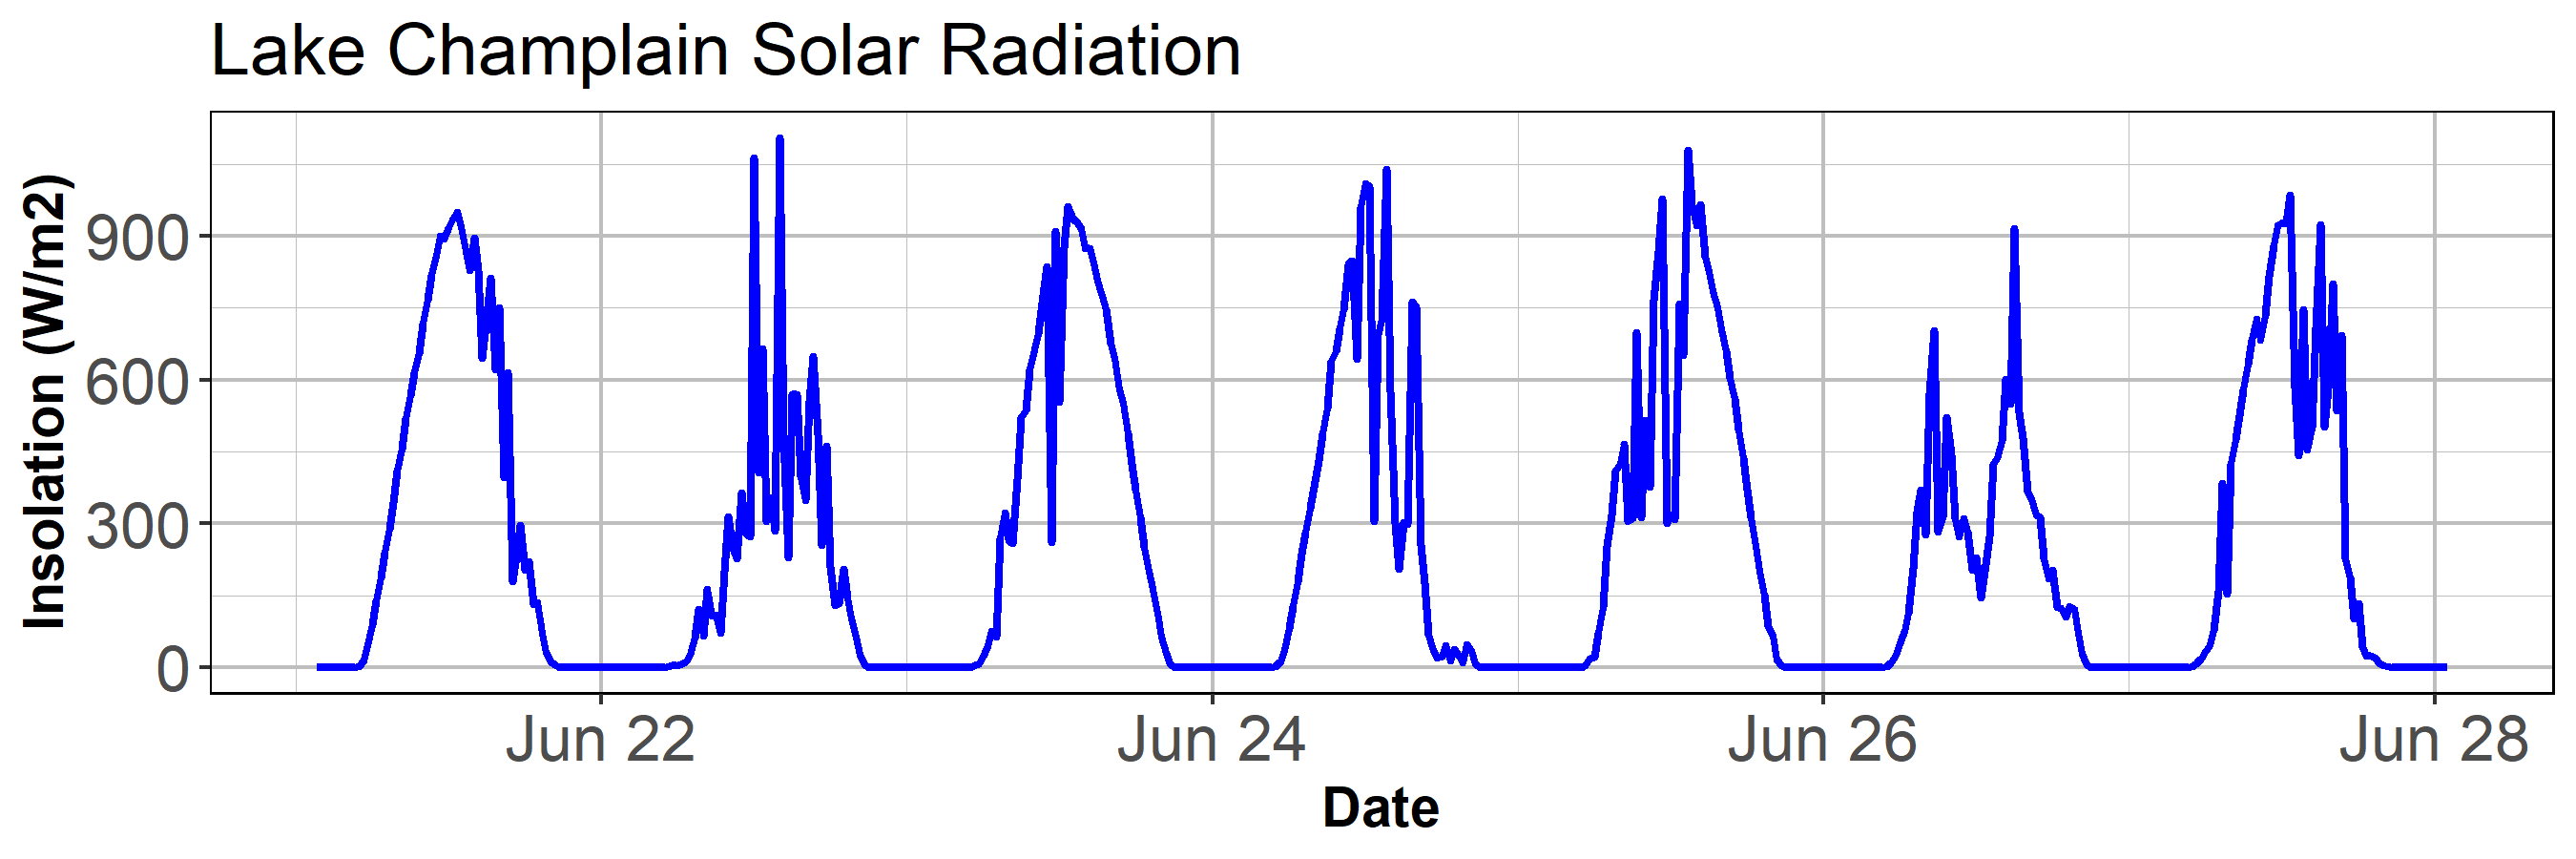 Lake Champlain Solar Radiation
Insolation (W/m2)
900
600
300
0
Jun 22 Jun 24 Jun 26 Jun 28
Date